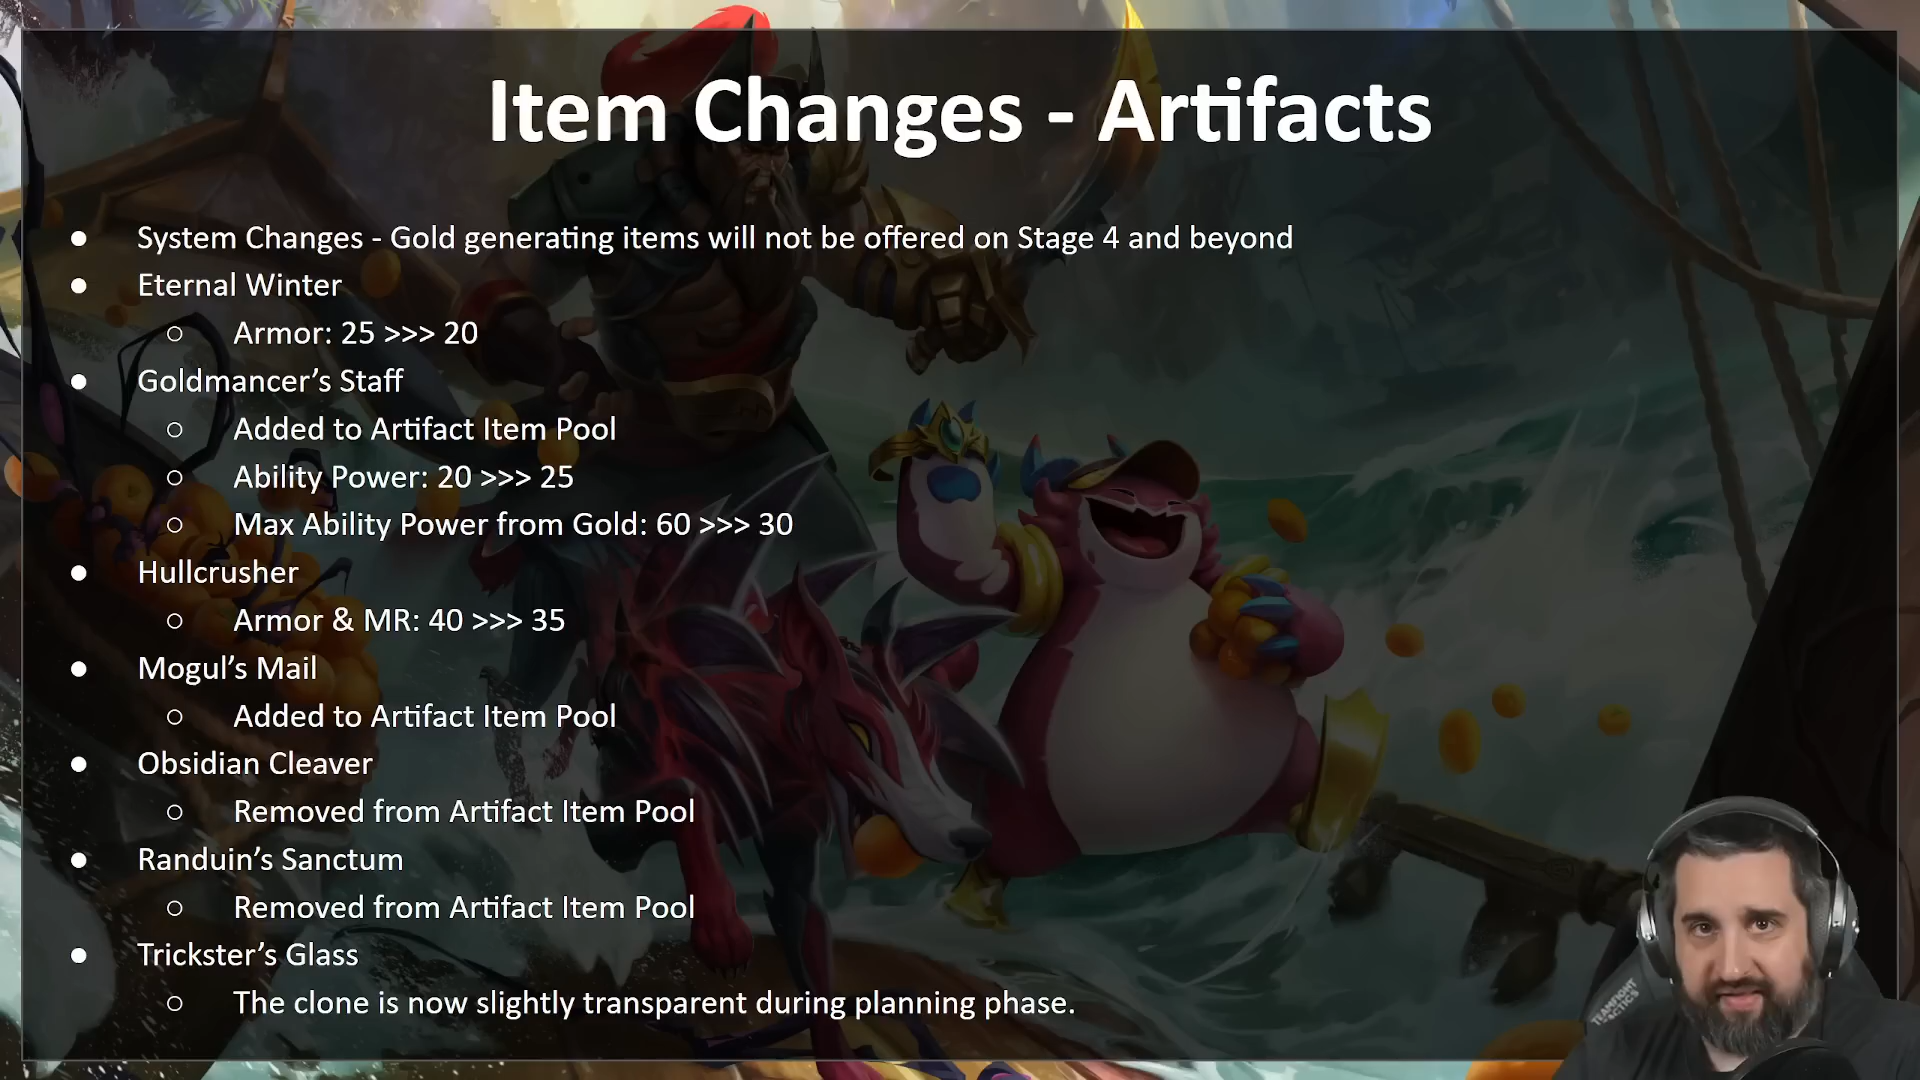 Item Changes - Artifacts
● System Changes - Gold generating items will not be offered on Stage 4 and beyond
● Eternal Winter
○ Armor: 25 >>> 20
● Goldmancer’s Staff
○ Added to Artifact Item Pool
○ Ability Power: 20 >>> 25
○ Max Ability Power from Gold: 60 >>> 30
● Hullcrusher
○ Armor & MR: 40 >>> 35
● Mogul’s Mail
○ Added to Artifact Item Pool
● Obsidian Cleaver
○ Removed from Artifact Item Pool
● Randuin’s Sanctum
○ Removed from Artifact Item Pool
● Trickster’s Glass
○ The clone is now slightly transparent during planning phase.
TEAMFIGHT
TACTICS